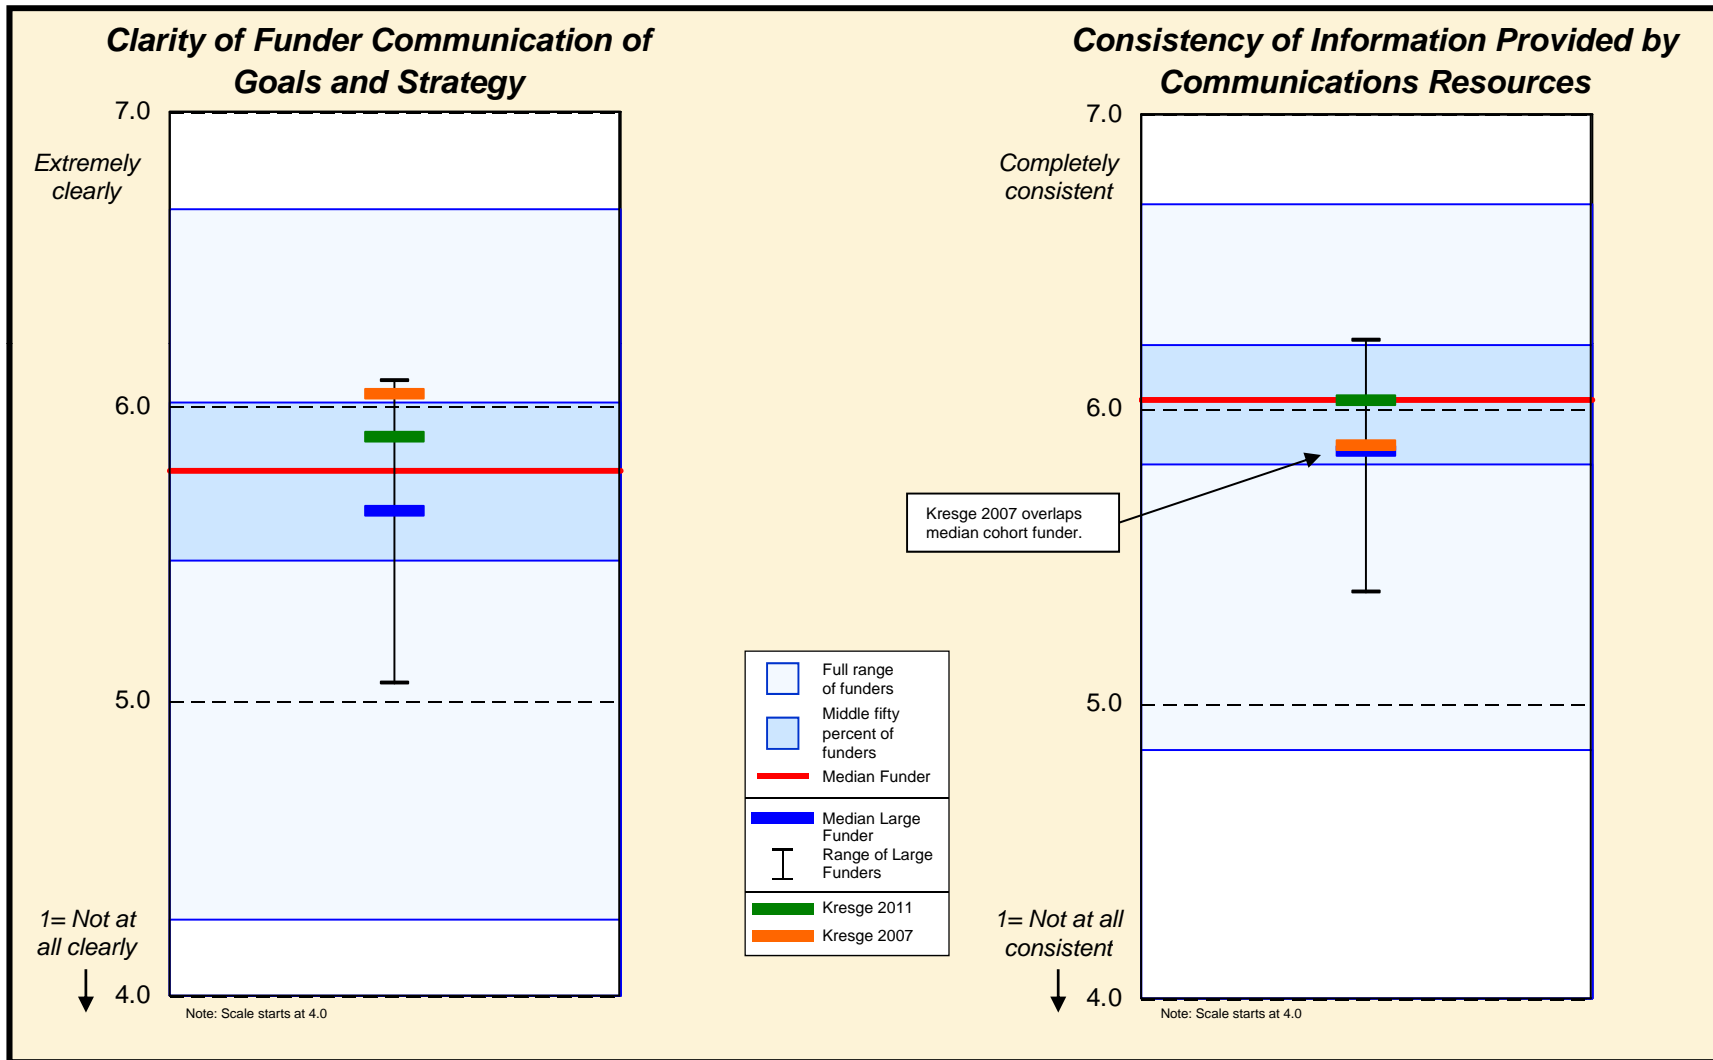 Clarity of Funder Communication of
Goals and Strategy
7.0
Extremely
clearly
6.0
5.0
1= Not at
all clearly
4.0
Note: Scale starts at 4.0
Full range
of funders
Middle fifty
percent of
funders
Median Funder
Median Large
Funder
Range of Large
Funders
Kresge 2011
Kresge 2007
Consistency of Information Provided by
Communications Resources
7.0
Completely
consistent
6.0
Kresge 2007 overlaps
median cohort funder.
5.0
1= Not at all
consistent
4.0
Note: Scale starts at 4.0